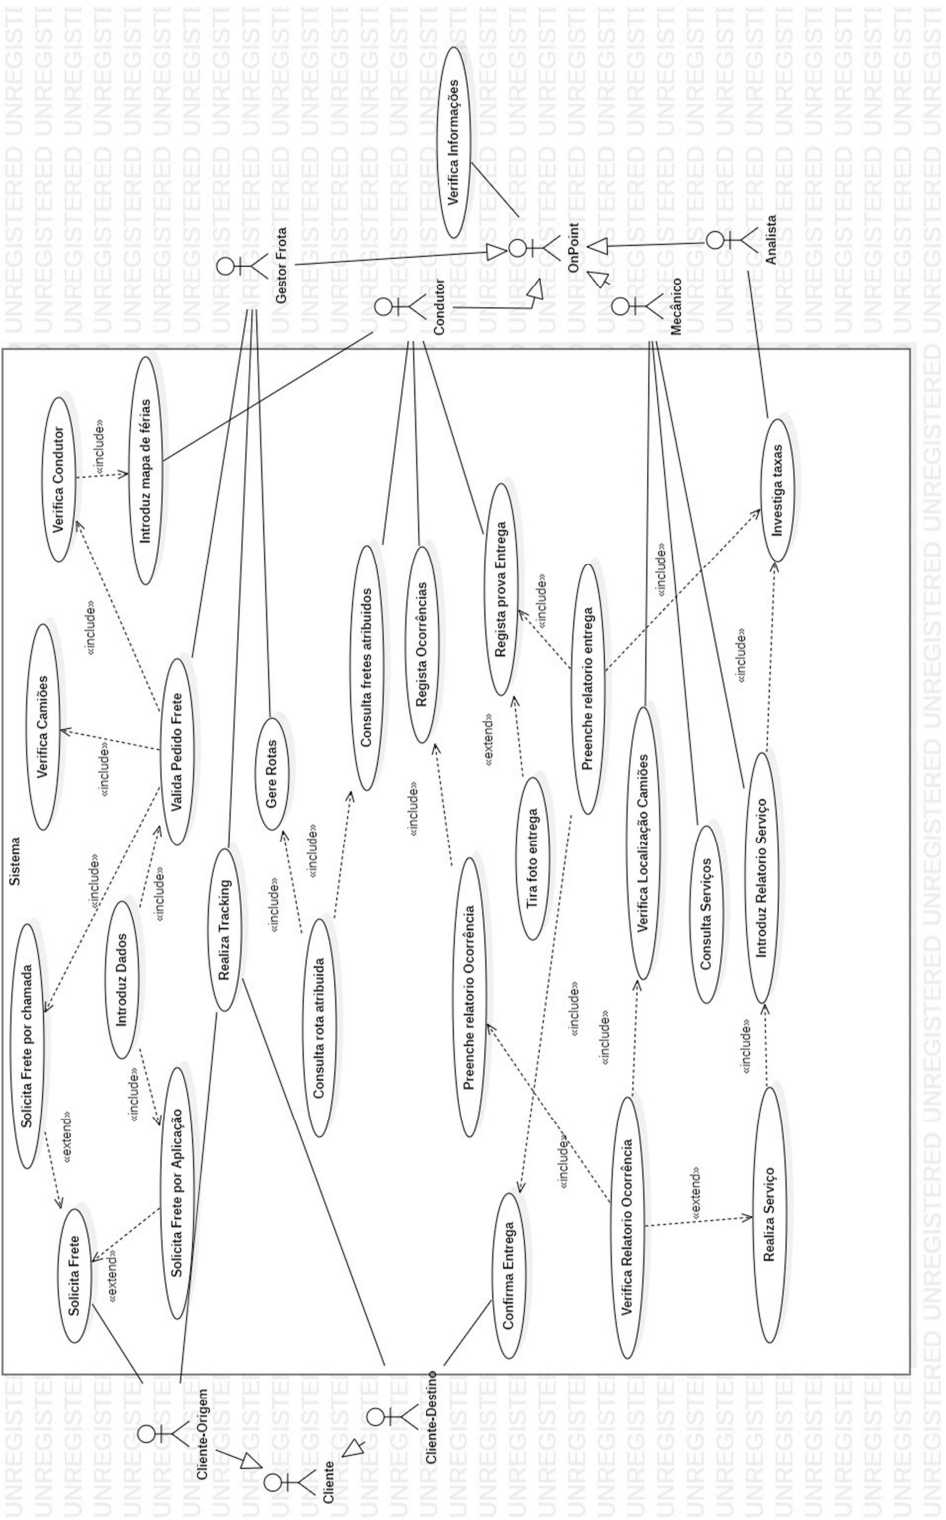 Sistema
Solicita Frete por chamada
Verifica Camiões
Verifica Condutor
«include»
Introduz mapa de férias
«include»
«include»
«include»
Valida Pedido Frete
«include»
Introduz Dados
«include»
«extend»
Solicita Frete
«extend»
Solicita Frete por Aplicação
Realiza Tracking
Gere Rotas
«include»
«include»
Consulta rota atribuida
Consulta fretes atribuidos
Regista Ocorrências
«include»
Preenche relatorio Ocorrência
Regista prova Entrega
«extend»
«include»
Tira foto entrega
Preenche relatorio entrega
«include»
«include»
«include»
«include»
Confirma Entrega
Verifica Localização Camiões
Verifica Relatorio Ocorrência
«extend»
Consulta Serviços
«include»
Introduz Relatorio Serviço
«include»
Realiza Serviço
Investiga taxas
Cliente-Origem
Cliente
Cliente-Destino
Gestor Frota
Condutor
Verifica Informações
OnPoint
Mecânico
Analista
UNREGISTERED UNREGISTERED UNREGISTERED UNREGISTERED